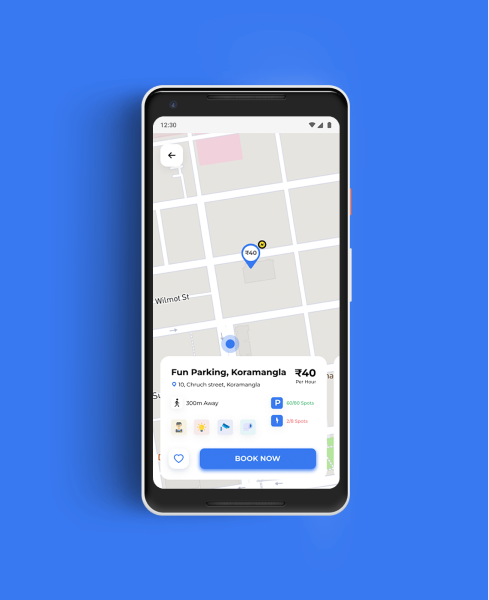 12:30
₹40
Wilmot St
Fun Parking, Koramangla
₹40
Per Hour
10, Chruch street, Koramangla
300m Away
P
60/80 Spots
2/8 Spots
BOOK NOW